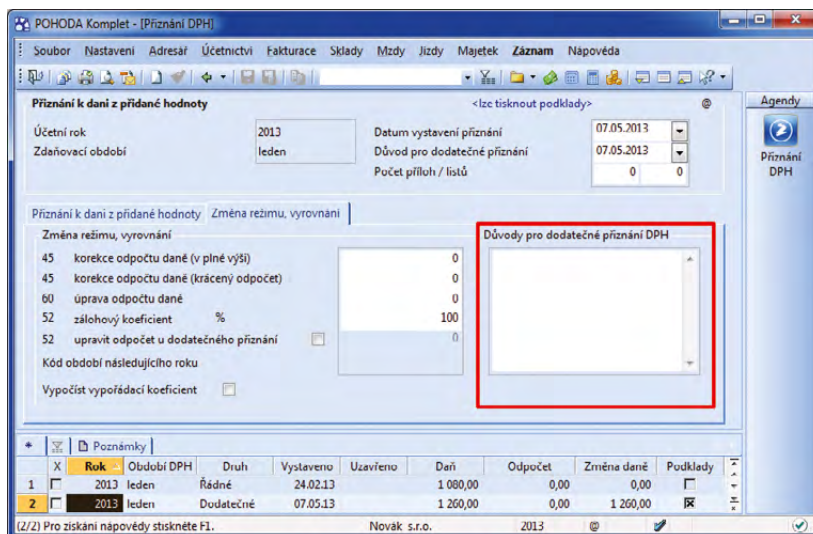 POHODA Komplet - [Přiznání DPH]
Soubor Nastavení Adresář Účetnictví Fakturace Sklady Mzdy Jízdy Majetek Záznam Nápověda
Přiznání k dani z přidané hodnoty <lze tisknout podklady> @
Účetní rok 2013 Datum vystavení přiznání 07.05.2013
Zdaňovací období leden Důvod pro dodatečné přiznání 07.05.2013
Počet příloh / listů 0 0
Agendy
Přiznání
DPH
Přiznání k dani z přidané hodnoty Změna režimu, vyrovnání
Změna režimu, vyrovnání
45 korekce odpočtu daně (v plné výši) 0
45 korekce odpočtu daně (krácený odpočet) 0
60 úprava odpočtu daně 0
52 zálohový koeficient % 100
52 upravit odpočet u dodatečného přiznání 0
Kód období následujícího roku
Vypočíst vypořádací koeficient
Důvody pro dodatečné přiznání DPH
* Poznámky
X Rok Období DPH Druh Vystaveno Uzavřeno Daň Odpočet Změna daně Podklady
1 2013 leden Řádné 24.02.13 1 080,00 0,00 0,00
2 2013 leden Dodatečné 07.05.13 1 260,00 0,00 1 260,00
(2/2) Pro získání nápovědy stiskněte F1. Novák s.r.o. 2013 @